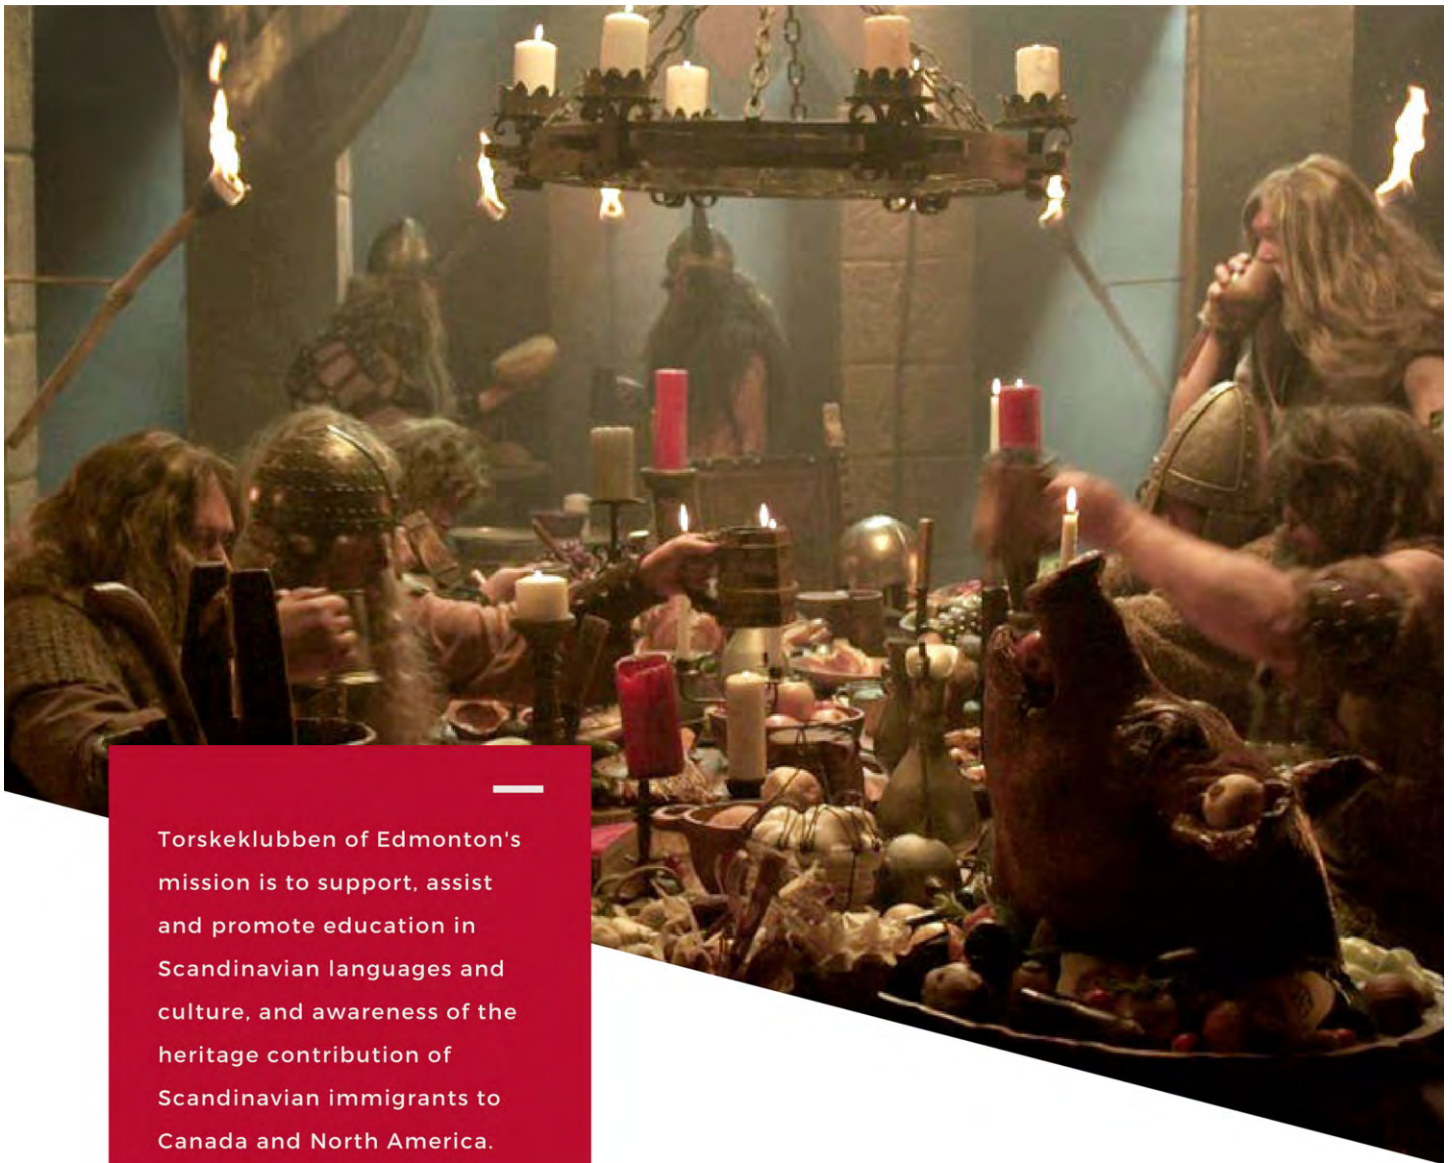 Torskeklubben of Edmonton's
mission is to support, assist
and promote education in
Scandinavian languages and
culture, and awareness of the
heritage contribution of
Scandinavian immigrants to
Canada and North America.